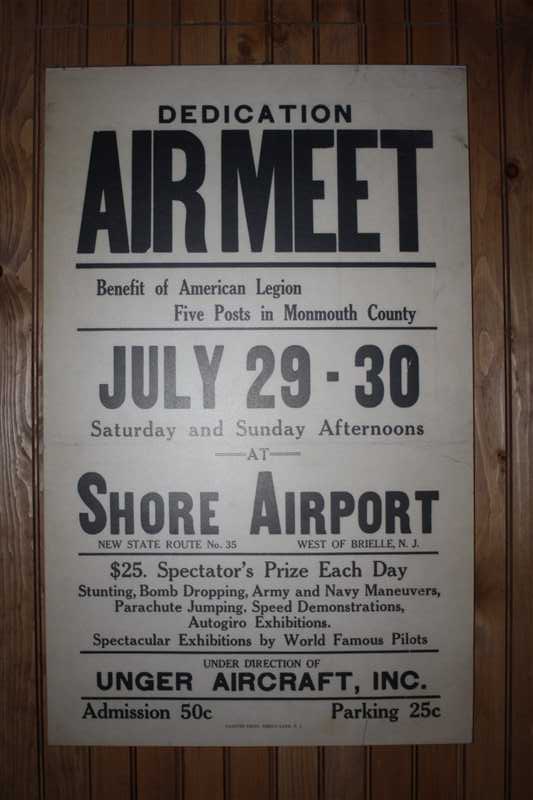 DEDICATION
AIR MEET
Benefit of American Legion
Five Posts in Monmouth County
JULY 29 - 30
Saturday and Sunday Afternoons
AT
SHORE AIRPORT
NEW STATE ROUTE No. 35 WEST OF BRIELLE, N. J.
$25. Spectator's Prize Each Day
Stunting, Bomb Dropping, Army and Navy Maneuvers,
Parachute Jumping. Speed Demonstrations,
Autogiro Exhibitions.
Spectacular Exhibitions by World Famous Pilots
UNDER DIRECTION OF
UNGER AIRCRAFT, INC.
Admission 50c Parking 25c